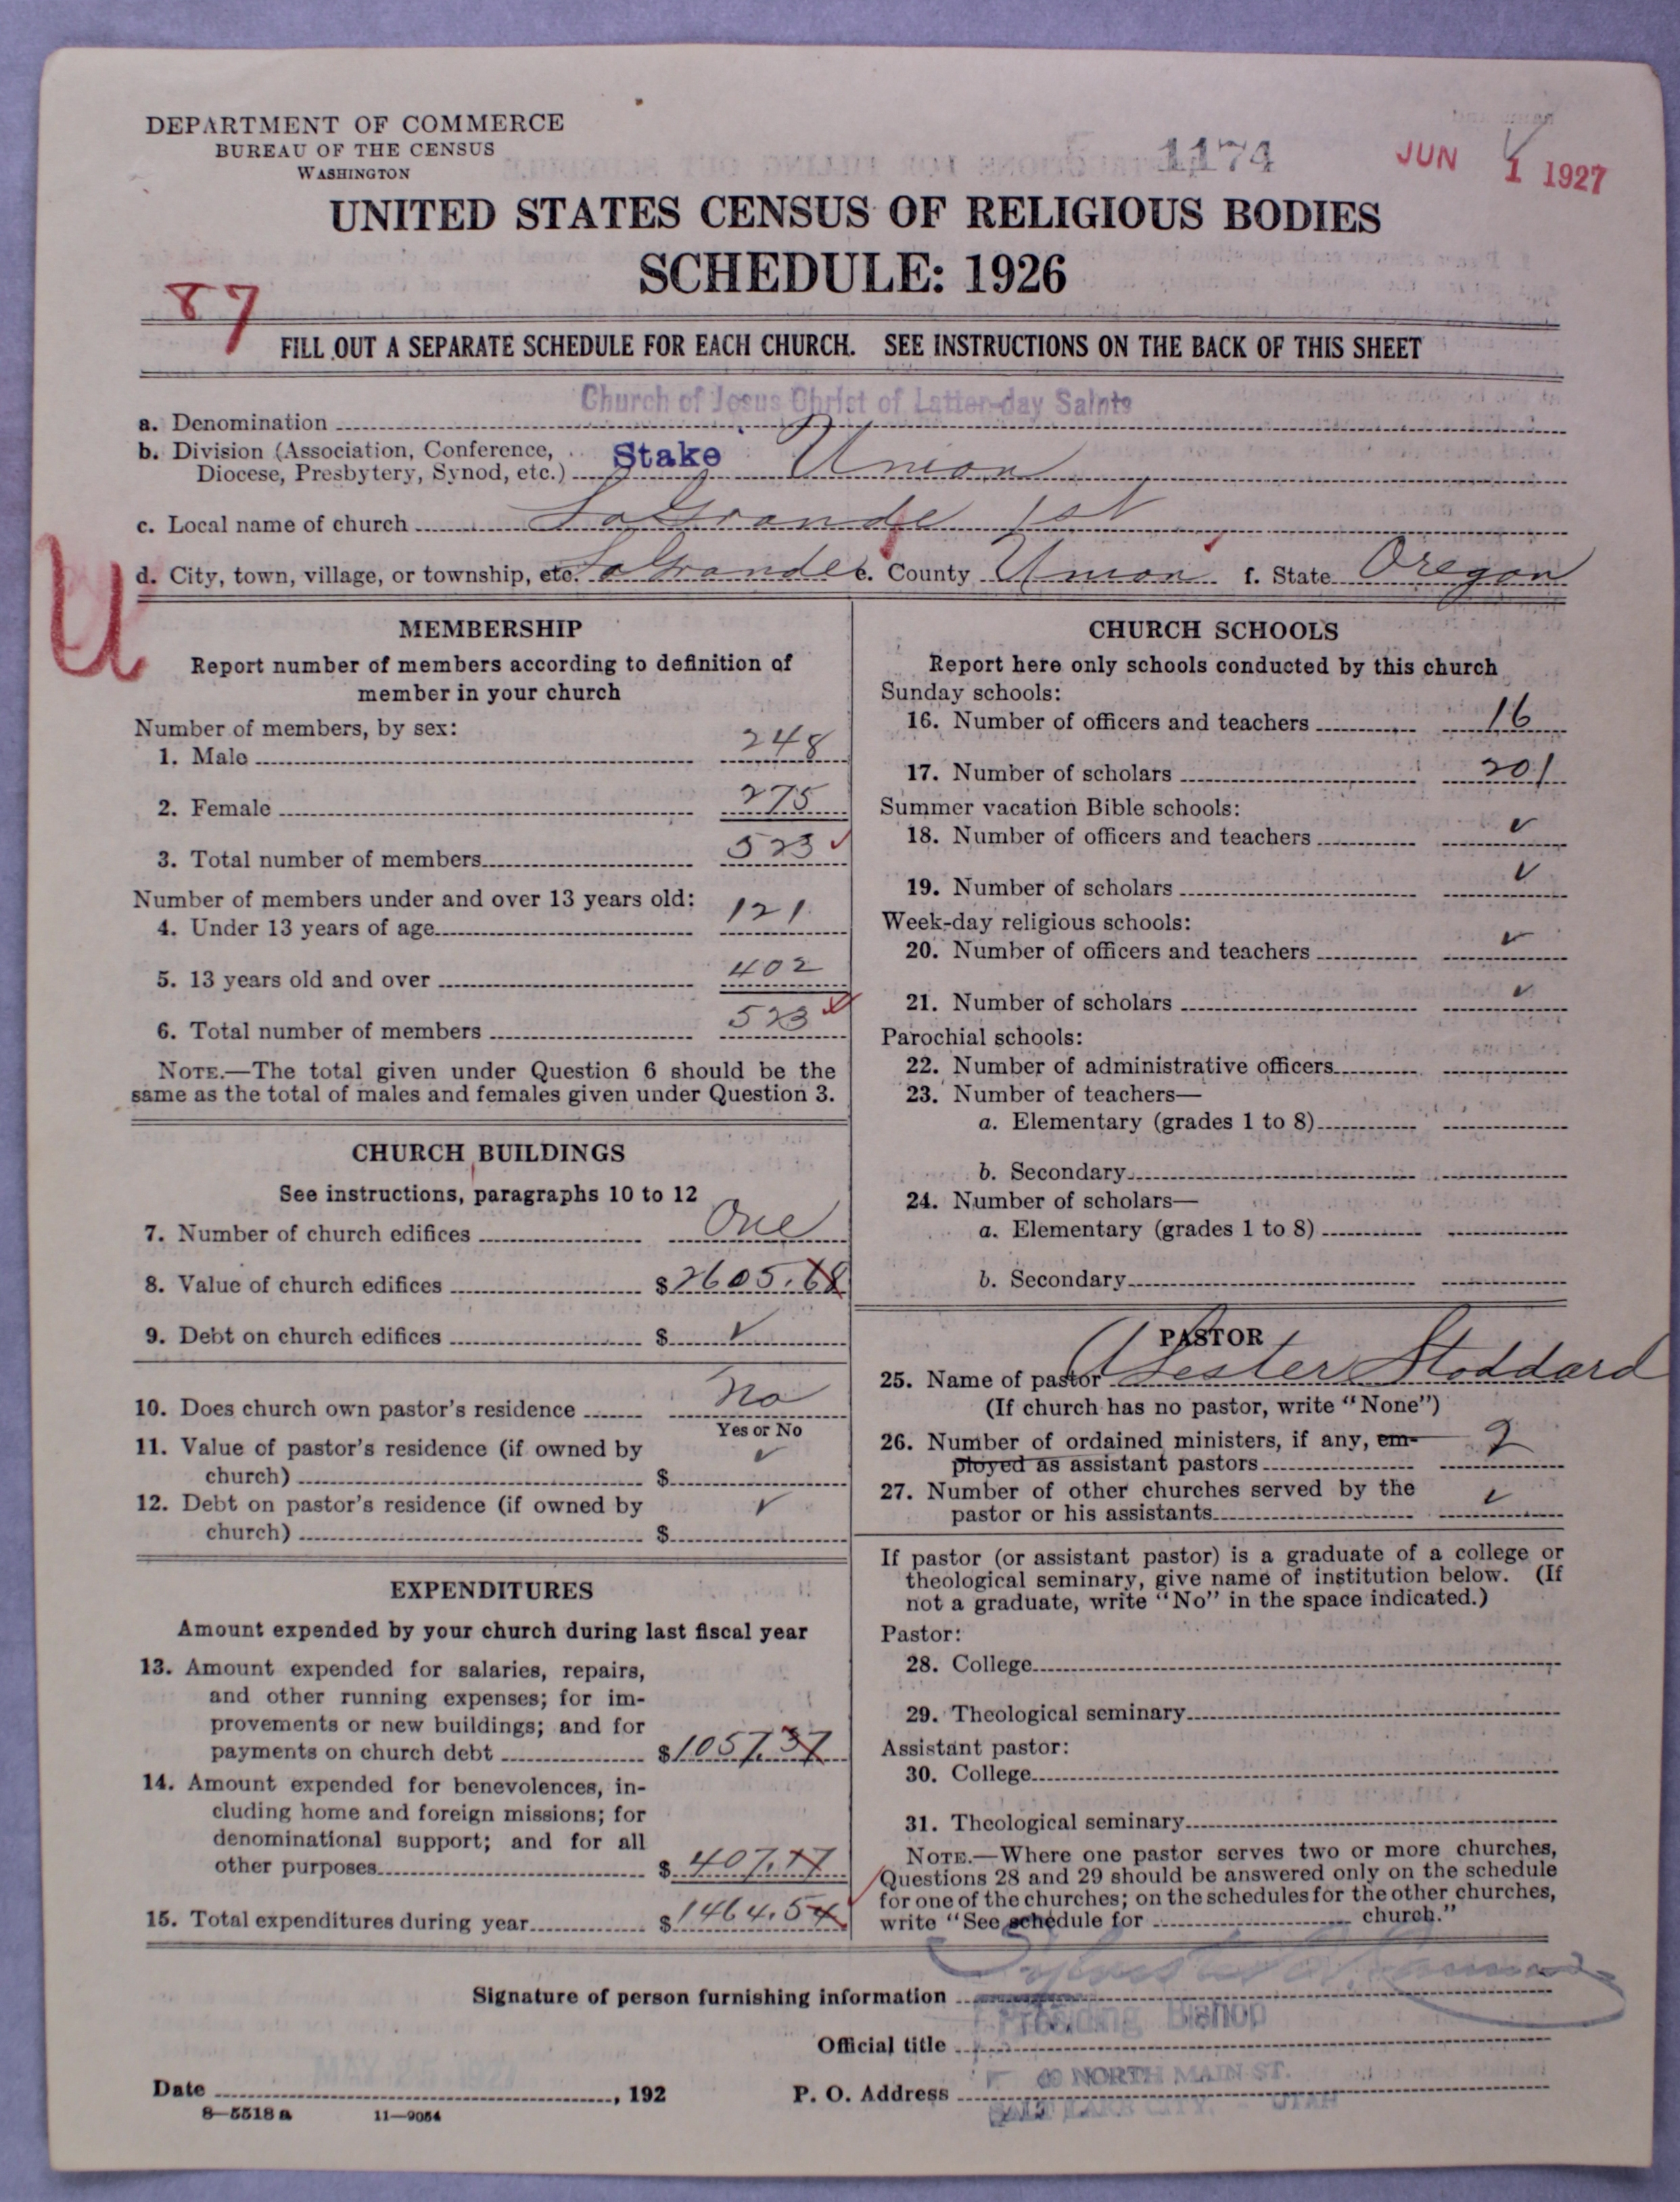 DEPARTMENT OF COMMERCE
BUREAU OF THE CENSUS
WASHINGTON
1174
JUN 1 1927
UNITED STATES CENSUS OF RELIGIOUS BODIES
SCHEDULE: 1926
87
FILL OUT A SEPARATE SCHEDULE FOR EACH CHURCH. SEE INSTRUCTIONS ON THE BACK OF THIS SHEET
Church of Jesus Christ of Latter-day Saints
a. Denomination
b. Division (Association, Conference,
Diocese, Presbytery, Synod, etc.) Stake Union
c. Local name of church LaGrande 1st
U
d. City, town, village, or township, etc. LaGrande e. County Union f. State Oregon
MEMBERSHIP
Report number of members according to definition of
member in your church
Number of members, by sex:
1. Male 248
2. Female 275
3. Total number of members 523
Number of members under and over 13 years old:
4. Under 13 years of age 121
5. 13 years old and over 402
6. Total number of members 523
NOTE.—The total given under Question 6 should be the
same as the total of males and females given under Question 3.
CHURCH BUILDINGS
See instructions, paragraphs 10 to 12
7. Number of church edifices One
8. Value of church edifices $2605.68
9. Debt on church edifices $ ✓
10. Does church own pastor's residence No
Yes or No
11. Value of pastor's residence (if owned by
church) $ ✓
12. Debt on pastor's residence (if owned by
church) $ ✓
EXPENDITURES
Amount expended by your church during last fiscal year
13. Amount expended for salaries, repairs,
and other running expenses; for im-
provements or new buildings; and for
payments on church debt $1057.37
14. Amount expended for benevolences, in-
cluding home and foreign missions; for
denominational support; and for all
other purposes $407.17
15. Total expenditures during year $1464.54
CHURCH SCHOOLS
Report here only schools conducted by this church
Sunday schools:
16. Number of officers and teachers 16
17. Number of scholars 201
Summer vacation Bible schools:
18. Number of officers and teachers ✓
19. Number of scholars ✓
Week-day religious schools:
20. Number of officers and teachers ✓
21. Number of scholars ✓
Parochial schools:
22. Number of administrative officers
23. Number of teachers—
a. Elementary (grades 1 to 8)
b. Secondary
24. Number of scholars—
a. Elementary (grades 1 to 8)
b. Secondary
PASTOR
25. Name of pastor Lester Stoddard
(If church has no pastor, write "None")
26. Number of ordained ministers, if any, em-
ployed as assistant pastors 2
27. Number of other churches served by the
pastor or his assistants ✓
If pastor (or assistant pastor) is a graduate of a college or
theological seminary, give name of institution below. (If
not a graduate, write "No" in the space indicated.)
Pastor:
28. College
29. Theological seminary
Assistant pastor:
30. College
31. Theological seminary
NOTE.—Where one pastor serves two or more churches,
Questions 28 and 29 should be answered only on the schedule
for one of the churches; on the schedules for the other churches,
write "See schedule for church."
Signature of person furnishing information
Presiding Bishop
Official title
40 NORTH MAIN ST.
Date , 192 P. O. Address
SALT LAKE CITY, - UTAH
8—5518 a 11—9054